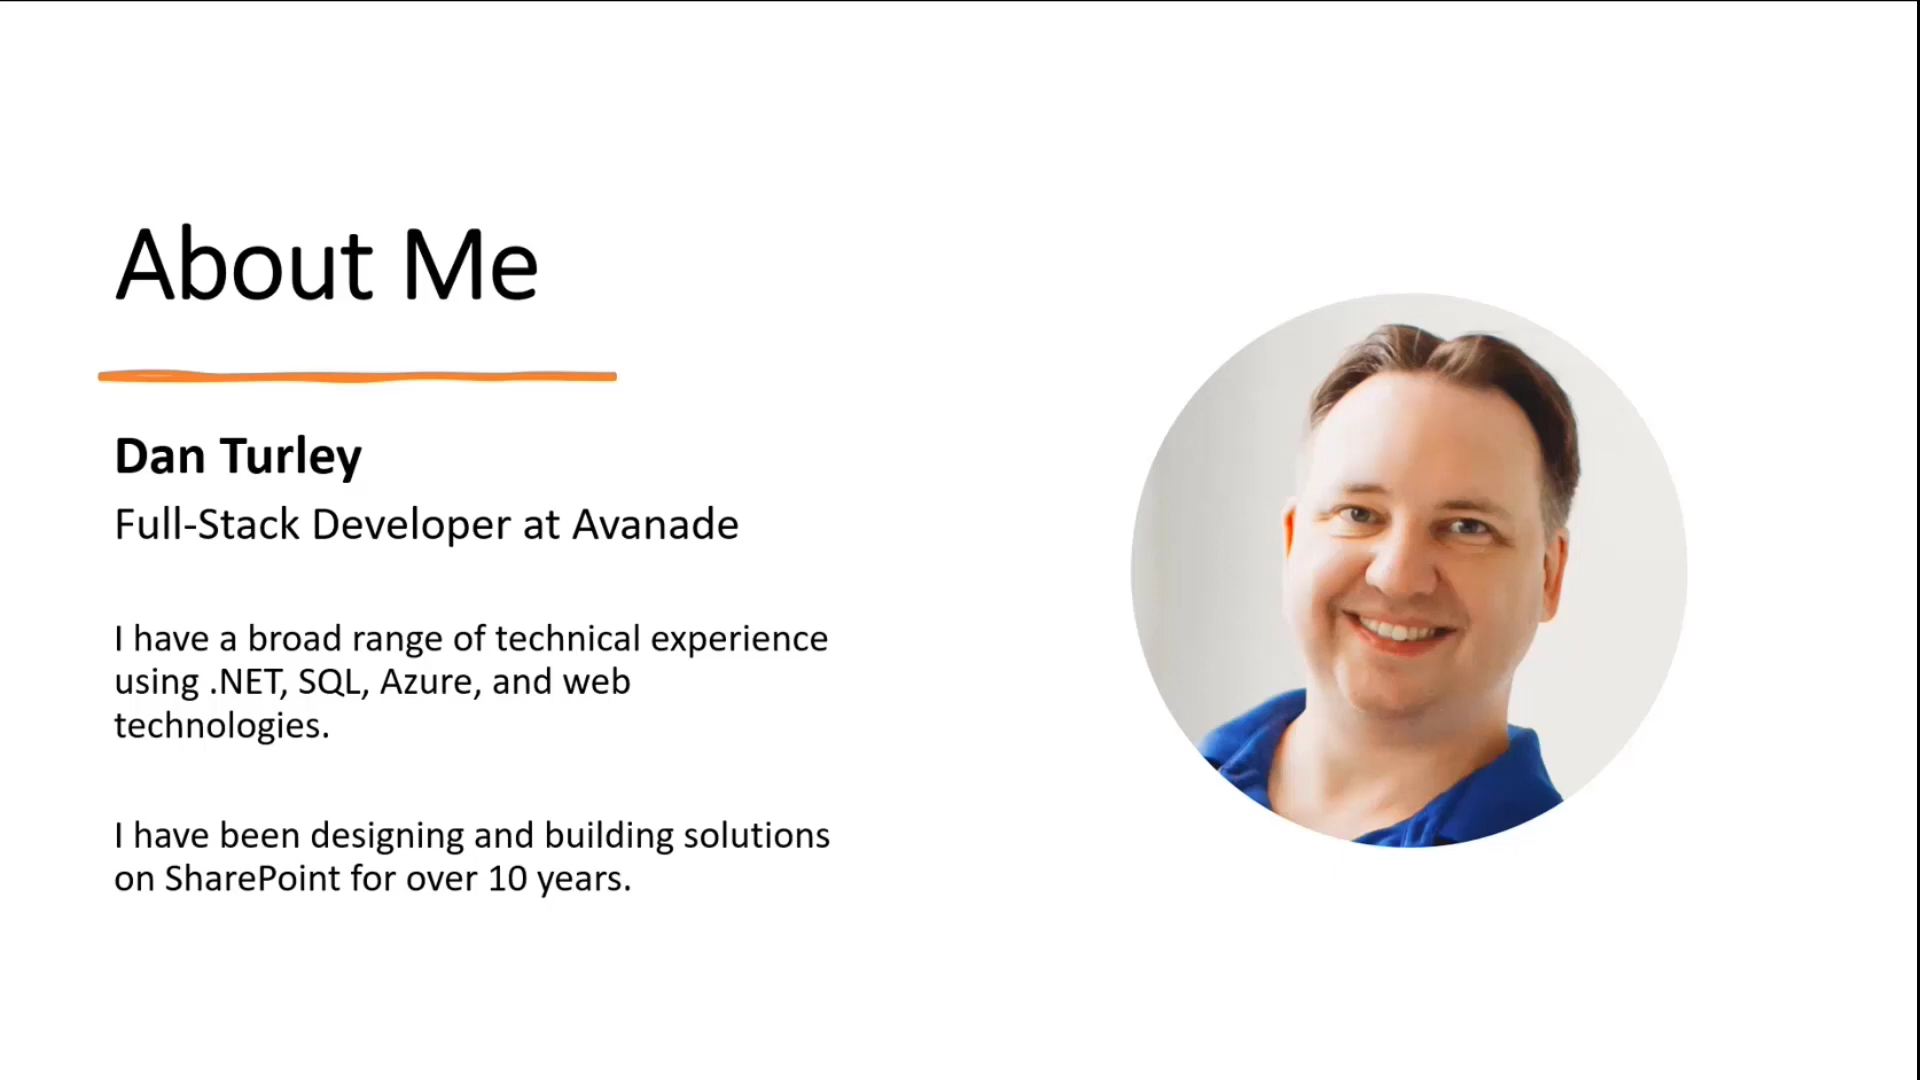 About Me
Dan Turley
Full-Stack Developer at Avanade
I have a broad range of technical experience
using .NET, SQL, Azure, and web
technologies.
I have been designing and building solutions
on SharePoint for over 10 years.